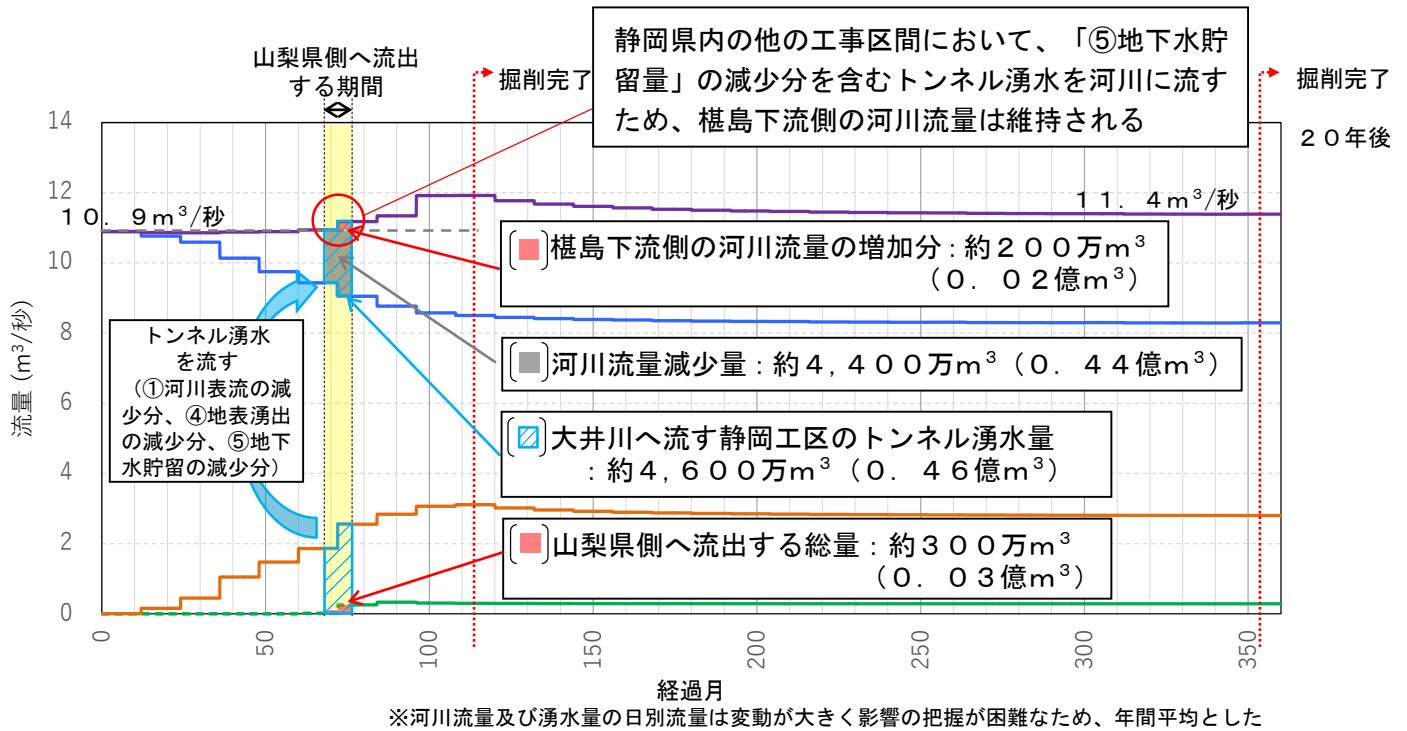 山梨県側へ流出
する期間
掘削完了
静岡県内の他の工事区間において、「⑤地下水貯
留量」の減少分を含むトンネル湧水を河川に流す
ため、椹島下流側の河川流量は維持される
掘削完了
20年後
流量 (m³/秒)
14
12
10
8
6
4
2
0
10.9m³/秒
11.4m³/秒
椹島下流側の河川流量の増加分:約200万m³
(0.02億m³)
河川流量減少量:約4,400万m³(0.44億m³)
大井川へ流す静岡工区のトンネル湧水量
:約4,600万m³(0.46億m³)
山梨県側へ流出する総量:約300万m³
(0.03億m³)
トンネル湧水
を流す
(①河川表流の減
少分、④地表湧出
の減少分、⑤地下
水貯留の減少分)
0 50 100 150 200 250 300 350
経過月
※河川流量及び湧水量の日別流量は変動が大きく影響の把握が困難なため、年間平均とした